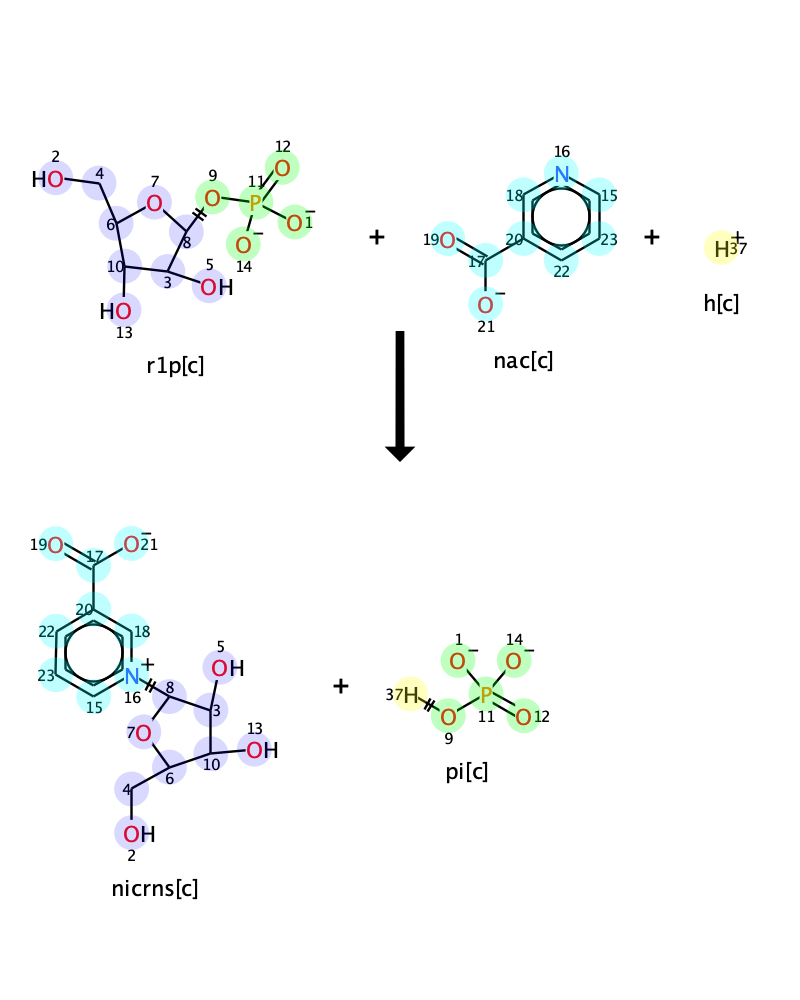 12
16
2 4 7 9 11
HO O O P O
N
18 15
6 8 O⁻ 1
O⁻
19 O 20 23
+ + H⁺ 37
10 3 5 14
OH
17 22
HO
O⁻
13
21
h[c]
r1p[c]
nac[c]
19 O O⁻ 21
17
20
22 18
5
1 14
OH
O⁻ O⁻
23 N⁺
16
8
+
37 H P
15
3
O 11 O 12
7 O
13
9
10 OH
6
pi[c]
4
OH
2
nicrns[c]